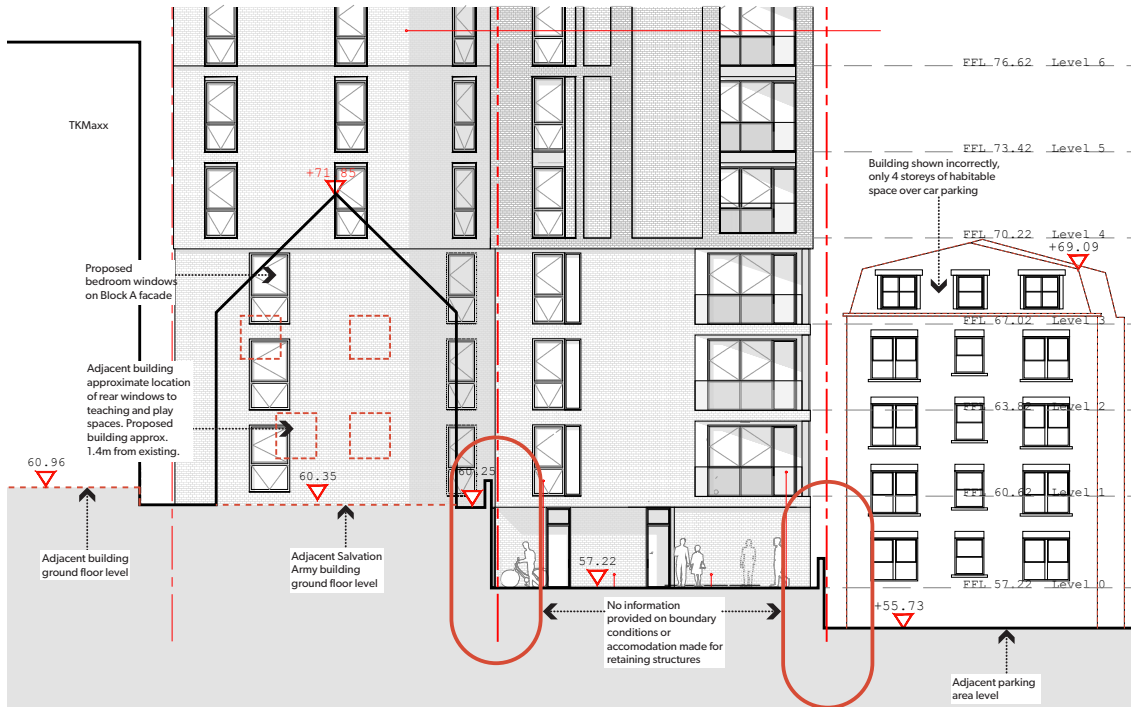 FFL 76.62 Level 6
TKMaxx
FFL 73.42 Level 5
Building shown incorrectly,
only 4 storeys of habitable
space over car parking
+71.85
FFL 70.22 Level 4
+69.09
Proposed
bedroom windows
on Block A facade
FFL 67.02 Level 3
Adjacent building
approximate location
of rear windows to
teaching and play
spaces. Proposed
building approx.
1.4m from existing.
FFL 63.82 Level 2
60.96
60.35
60.25
FFL 60.62 Level 1
Adjacent building
ground floor level
Adjacent Salvation
Army building
ground floor level
57.22
FFL 57.22 Level 0
No information
provided on boundary
conditions or
accomodation made for
retaining structures
+55.73
Adjacent parking
area level